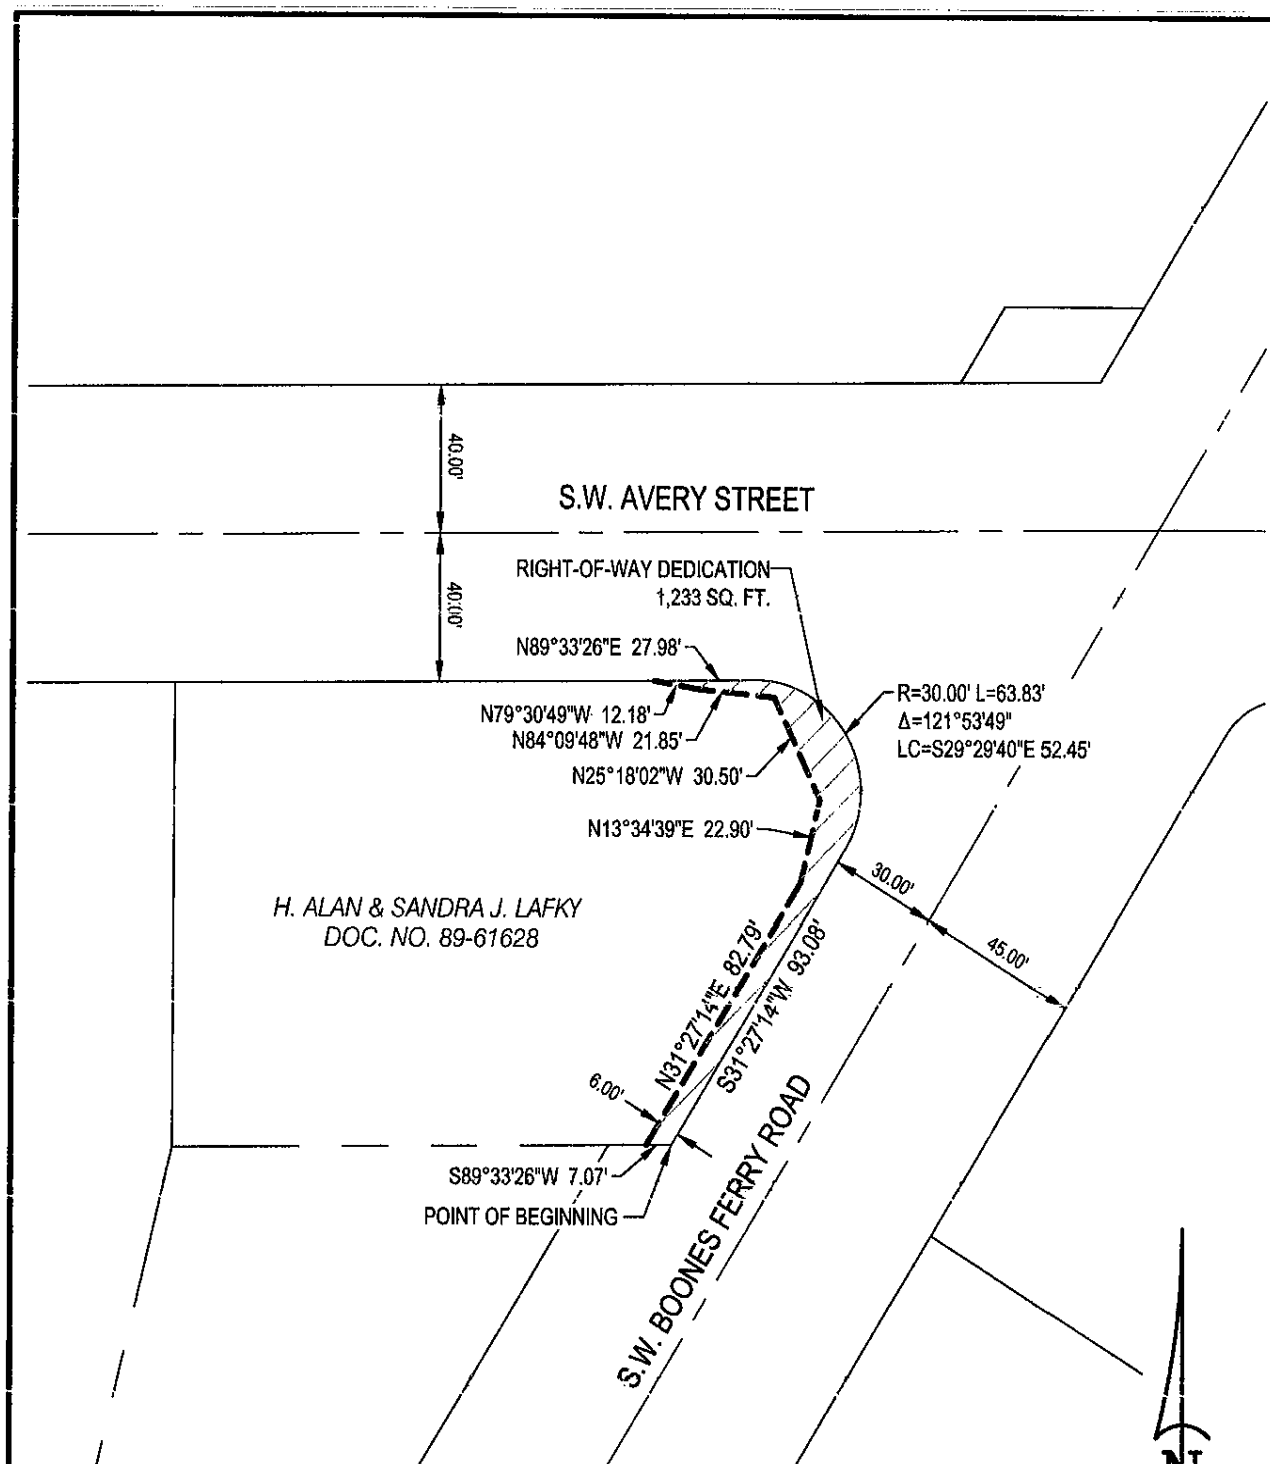 40.00'
S.W. AVERY STREET
40.00'
RIGHT-OF-WAY DEDICATION
1,233 SQ. FT.
N89°33'26"E 27.98'
R=30.00' L=63.83'
Δ=121°53'49"
LC=S29°29'40"E 52.45'
N79°30'49"W 12.18'
N84°09'48"W 21.85'
N25°18'02"W 30.50'
N13°34'39"E 22.90'
30.00'
45.00'
H. ALAN & SANDRA J. LAFKY
DOC. NO. 89-61628
N31°27'14"E 82.79'
S31°27'14"W 93.08'
6.00'
S89°33'26"W 7.07'
POINT OF BEGINNING
S.W. BOONES FERRY ROAD
N